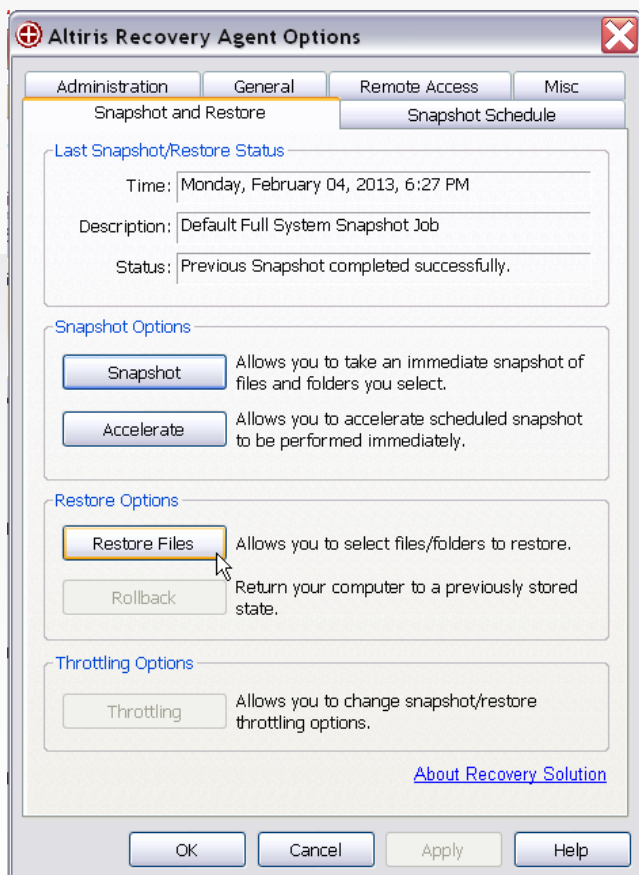 Altiris Recovery Agent Options
Administration
General
Remote Access
Misc
Snapshot and Restore
Snapshot Schedule
Last Snapshot/Restore Status
Time: Monday, February 04, 2013, 6:27 PM
Description: Default Full System Snapshot Job
Status: Previous Snapshot completed successfully.
Snapshot Options
Snapshot
Allows you to take an immediate snapshot of
files and folders you select.
Accelerate
Allows you to accelerate scheduled snapshot
to be performed immediately.
Restore Options
Restore Files
Allows you to select files/folders to restore.
Rollback
Return your computer to a previously stored
state.
Throttling Options
Throttling
Allows you to change snapshot/restore
throttling options.
About Recovery Solution
OK
Cancel
Apply
Help